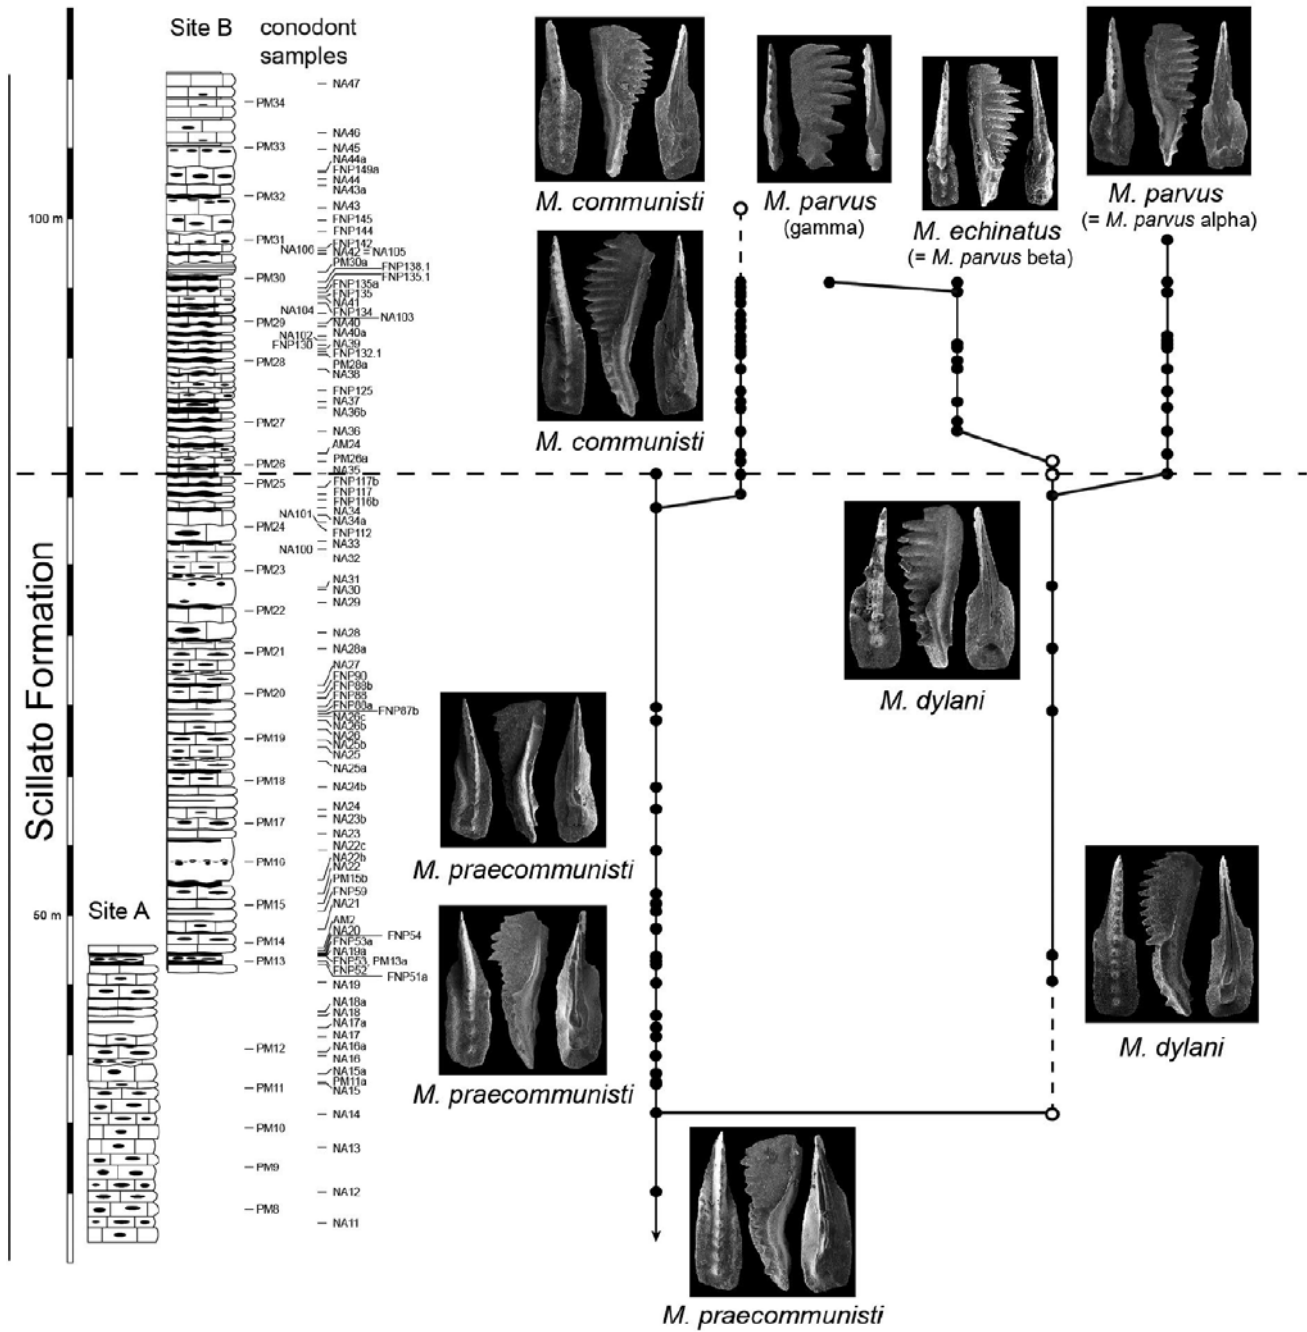 Site B
conodont
samples
NA47
PM34
NA46
PM33
NA45
NA44a
FNP149a
NA44
NA43a
PM32
NA43
100 m
FNP145
FNP144
PM31
FNP142
NA106
NA42 = NA105
PM30a
FNP138.1
PM30
FNP135.1
FNP135a
FNP135
NA41
NA104
FNP134
NA103
PM29
NA40
NA102
NA40a
FNP130
NA39
FNP132.1
PM28
PM28a
NA38
FNP125
NA37
NA36b
PM27
NA36
AM24
PM26
PM26a
NA35
PM25
FNP117b
FNP117
FNP116b
NA34
NA101
NA34a
PM24
FNP112
NA33
NA100
NA32
PM23
NA31
NA30
NA29
PM22
NA28
PM21
NA28a
NA27
FNP90
FNP88b
PM20
FNP88
FNP88a
FNP87b
NA26c
NA26b
PM19
NA26
NA25b
NA25
NA25a
PM18
NA24b
NA24
PM17
NA23b
NA23
NA22c
PM16
NA22b
NA22
PM15b
FNP59
PM15
NA21
50 m
Site A
AM2
NA20
FNP54
PM14
FNP53a
NA19a
PM13
FNP53, PM13a
FNP52
FNP51a
NA19
NA18a
NA18
NA17a
NA17
PM12
NA16a
NA16
NA15a
PM11a
PM11
NA15
NA14
PM10
NA13
PM9
NA12
PM8
NA11
Scillato Formation
M. communisti
M. parvus
(gamma)
M. echinatus
(= M. parvus beta)
M. parvus
(= M. parvus alpha)
M. communisti
M. dylani
M. praecommunisti
M. praecommunisti
M. dylani
M. praecommunisti